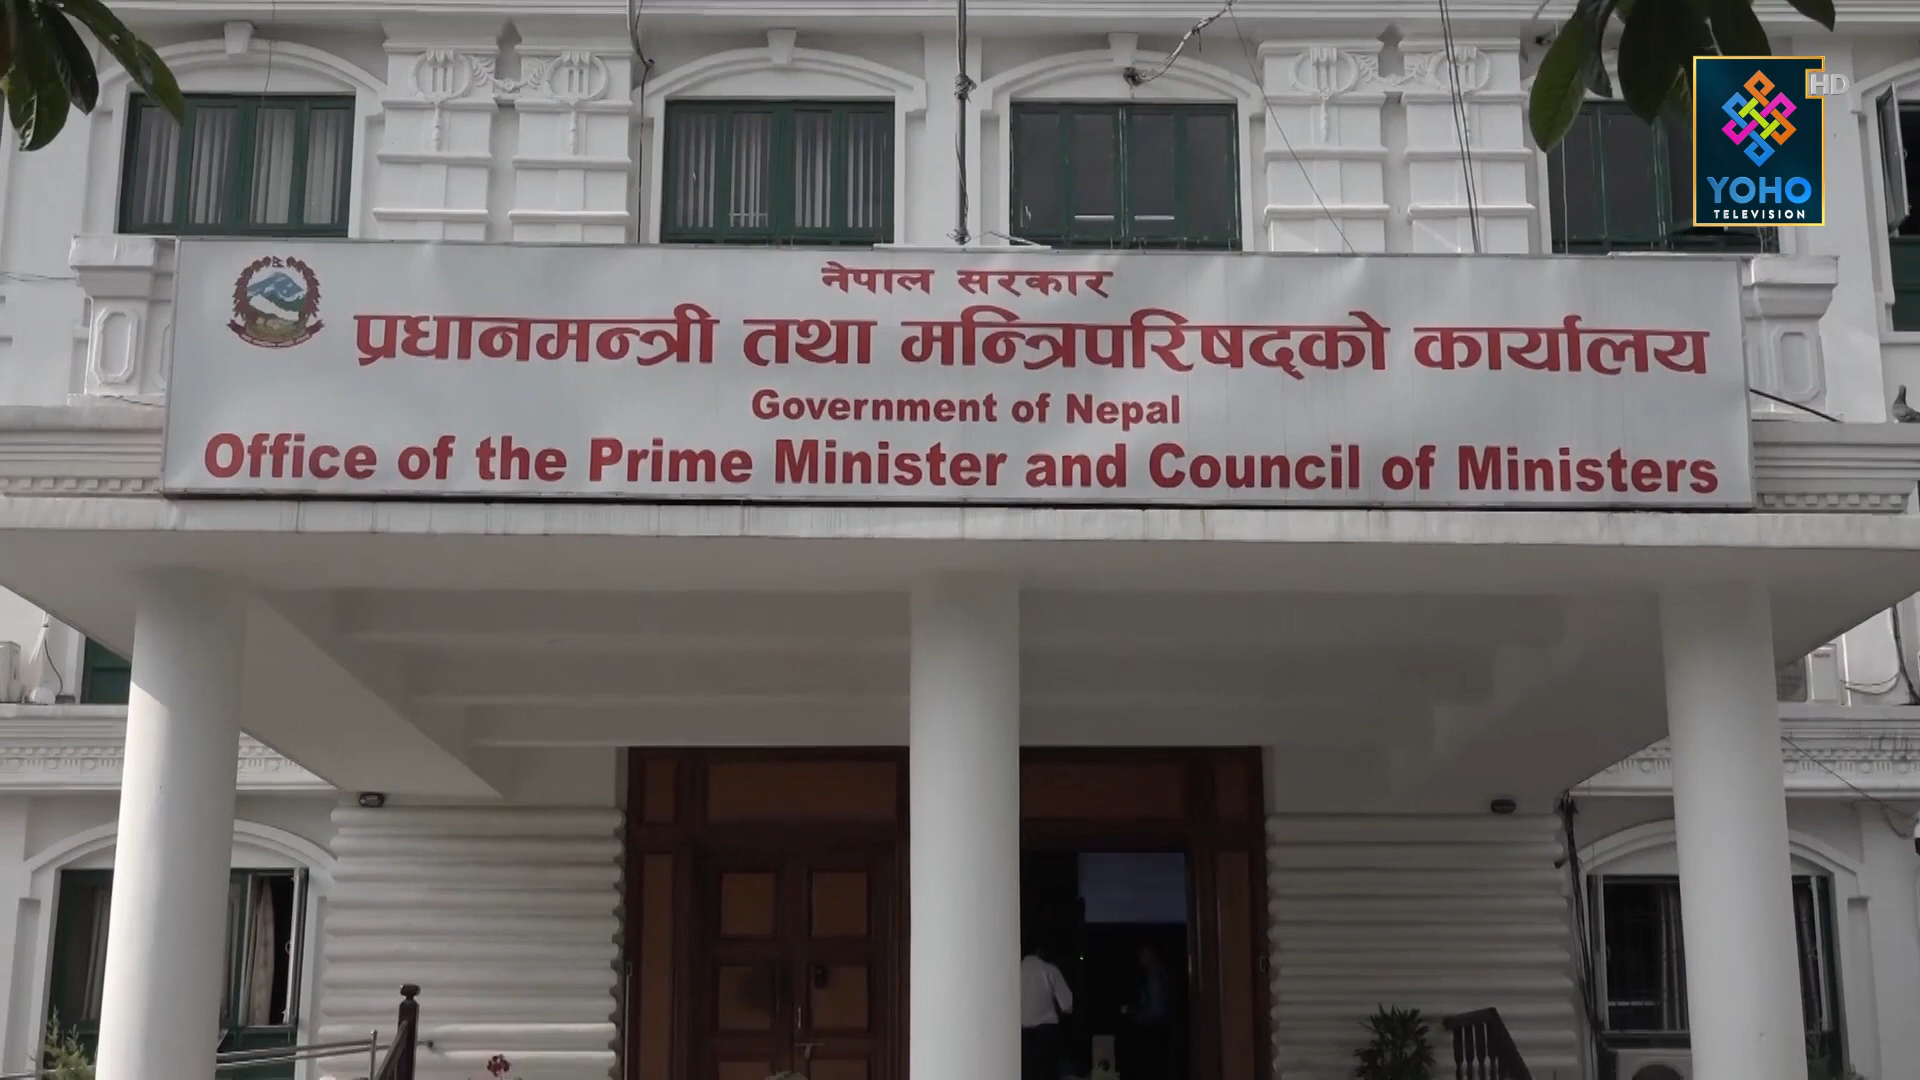 HD
YOHO
TELEVISION
नेपाल सरकार
प्रधानमन्त्री तथा मन्त्रिपरिषद्को कार्यालय
Government of Nepal
Office of the Prime Minister and Council of Ministers